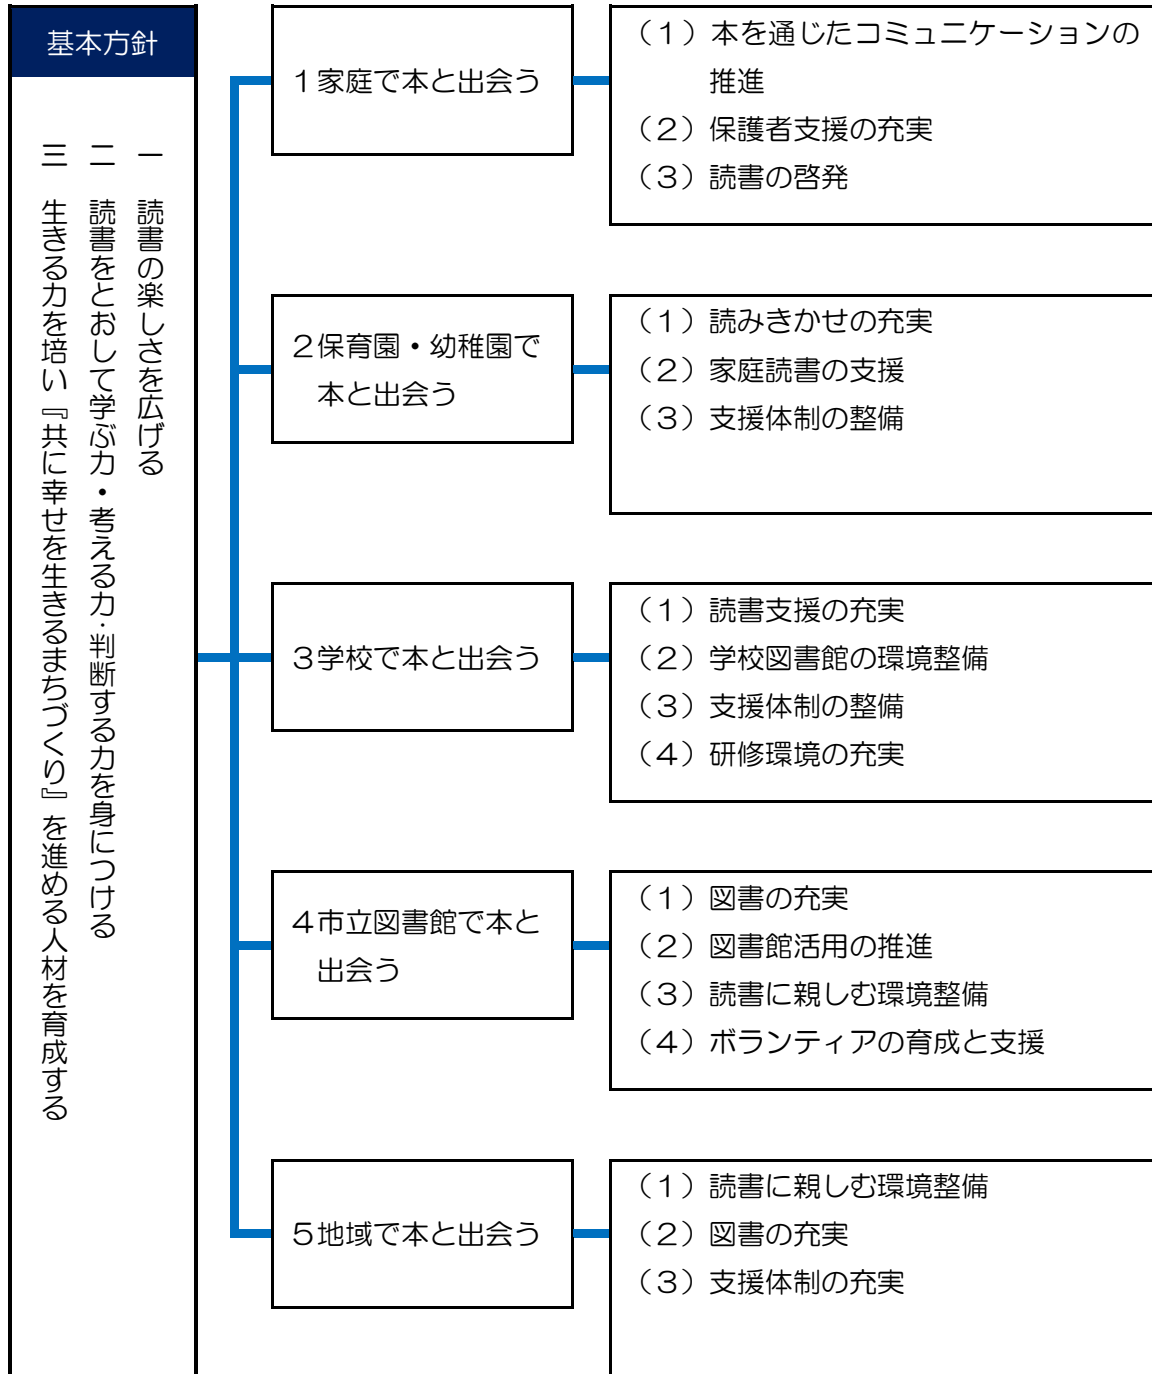 基本方針
一　読書の楽しさを広げる
二　読書をとおして学ぶ力・考える力・判断する力を身につける
三　生きる力を培い『共に幸せを生きるまちづくり』を進める人材を育成する
１家庭で本と出会う
（１）本を通じたコミュニケーションの
推進
（２）保護者支援の充実
（３）読書の啓発
２保育園・幼稚園で
本と出会う
（１）読みきかせの充実
（２）家庭読書の支援
（３）支援体制の整備
３学校で本と出会う
（１）読書支援の充実
（２）学校図書館の環境整備
（３）支援体制の整備
（４）研修環境の充実
４市立図書館で本と
出会う
（１）図書の充実
（２）図書館活用の推進
（３）読書に親しむ環境整備
（４）ボランティアの育成と支援
５地域で本と出会う
（１）読書に親しむ環境整備
（２）図書の充実
（３）支援体制の充実